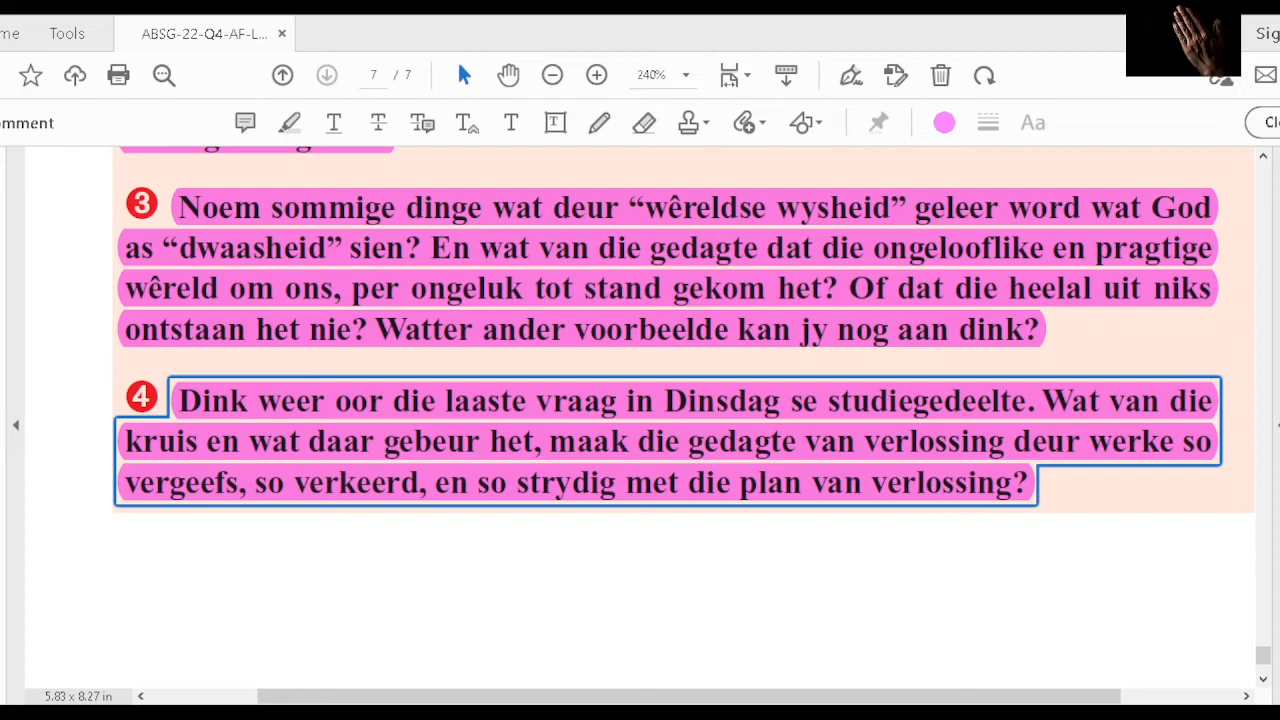 me Tools ABSG-22-Q4-AF-L... × Sig
7 / 7 240%
mment T T T T T Aa Cl
❸ Noem sommige dinge wat deur “wêreldse wysheid” geleer word wat God
as “dwaasheid” sien? En wat van die gedagte dat die ongelooflike en pragtige
wêreld om ons, per ongeluk tot stand gekom het? Of dat die heelal uit niks
ontstaan het nie? Watter ander voorbeelde kan jy nog aan dink?
❹ Dink weer oor die laaste vraag in Dinsdag se studiegedeelte. Wat van die
kruis en wat daar gebeur het, maak die gedagte van verlossing deur werke so
vergeefs, so verkeerd, en so strydig met die plan van verlossing?
5.83 x 8.27 in